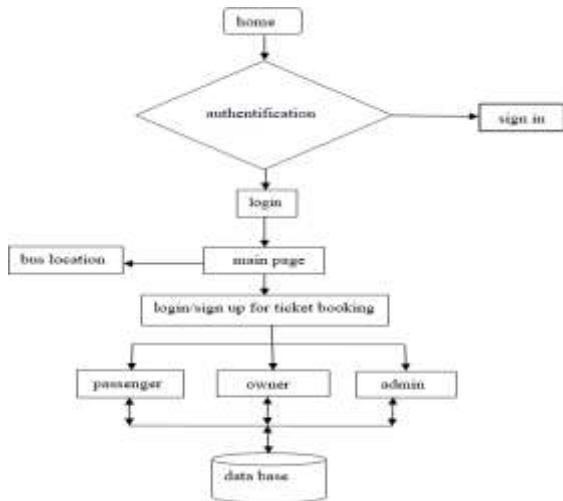 home
authentification
sign in
login
bus location
main page
login/sign up for ticket booking
passenger
owner
admin
data base